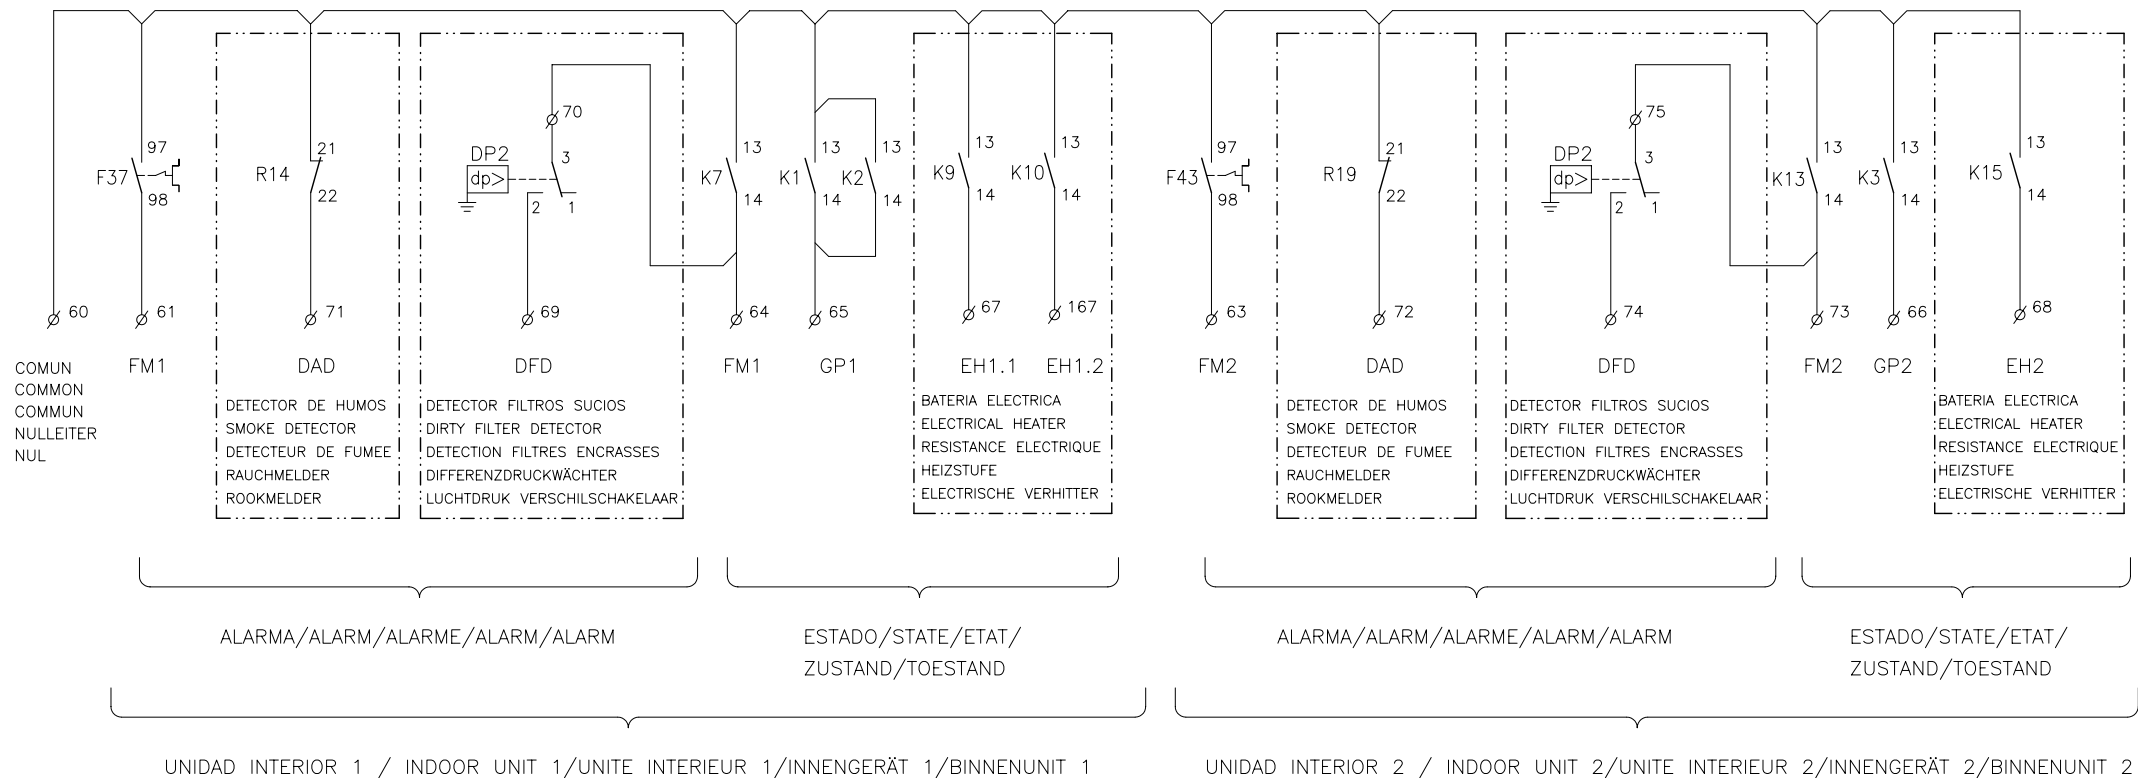 70
75
97
21
DP2
3
13
13
13
13
13
97
21
DP2
3
13
13
13
F37
R14
dp>
K7
K1
K2
K9
K10
F43
R19
dp>
K13
K3
K15
98
22
2
1
14
14
14
14
14
98
22
2
1
14
14
14
60
61
71
69
64
65
67
167
63
72
74
73
66
68
FM1
DAD
DFD
FM1
GP1
EH1.1
EH1.2
FM2
DAD
DFD
FM2
GP2
EH2
COMUN
COMMON
COMMUN
NULLEITER
NUL
DETECTOR DE HUMOS
SMOKE DETECTOR
DETECTEUR DE FUMEE
RAUCHMELDER
ROOKMELDER
DETECTOR FILTROS SUCIOS
DIRTY FILTER DETECTOR
DETECTION FILTRES ENCRASSES
DIFFERENZDRUCKWÄCHTER
LUCHTDRUK VERSCHILSCHAKELAAR
BATERIA ELECTRICA
ELECTRICAL HEATER
RESISTANCE ELECTRIQUE
HEIZSTUFE
ELECTRISCHE VERHITTER
DETECTOR DE HUMOS
SMOKE DETECTOR
DETECTEUR DE FUMEE
RAUCHMELDER
ROOKMELDER
DETECTOR FILTROS SUCIOS
DIRTY FILTER DETECTOR
DETECTION FILTRES ENCRASSES
DIFFERENZDRUCKWÄCHTER
LUCHTDRUK VERSCHILSCHAKELAAR
BATERIA ELECTRICA
ELECTRICAL HEATER
RESISTANCE ELECTRIQUE
HEIZSTUFE
ELECTRISCHE VERHITTER
ALARMA/ALARM/ALARME/ALARM/ALARM
ESTADO/STATE/ETAT/
ZUSTAND/TOESTAND
ALARMA/ALARM/ALARME/ALARM/ALARM
ESTADO/STATE/ETAT/
ZUSTAND/TOESTAND
UNIDAD INTERIOR 1 / INDOOR UNIT 1/UNITE INTERIEUR 1/INNENGERÄT 1/BINNENUNIT 1
UNIDAD INTERIOR 2 / INDOOR UNIT 2/UNITE INTERIEUR 2/INNENGERÄT 2/BINNENUNIT 2